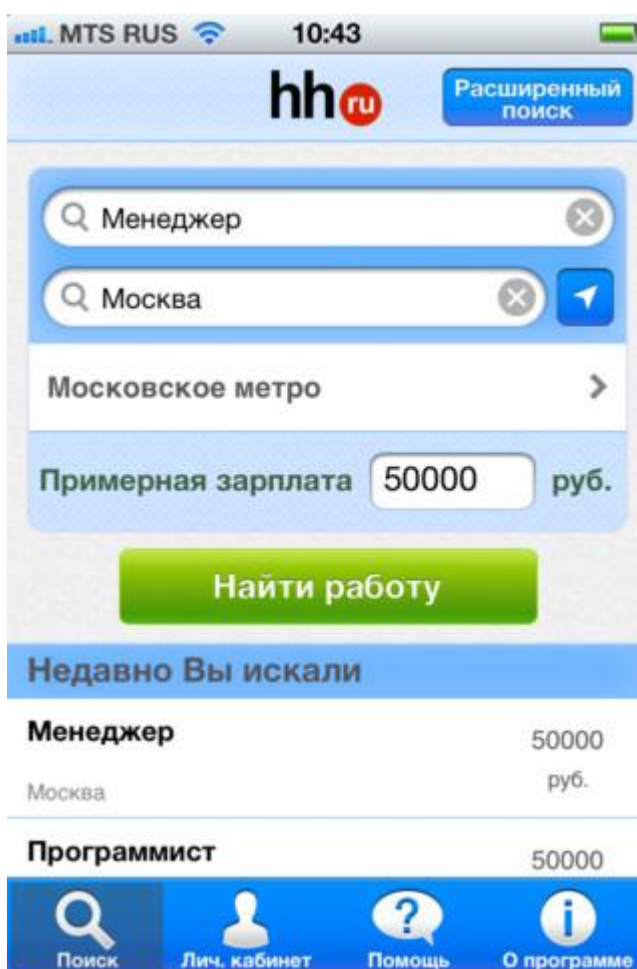 MTS RUS 10:43
hh ru
Расширенный
поиск
Менеджер
Москва
Московское метро
Примерная зарплата 50000 руб.
Найти работу
Недавно Вы искали
Менеджер 50000
руб.
Москва
Программист 50000
Поиск Лич. кабинет Помощь О программе